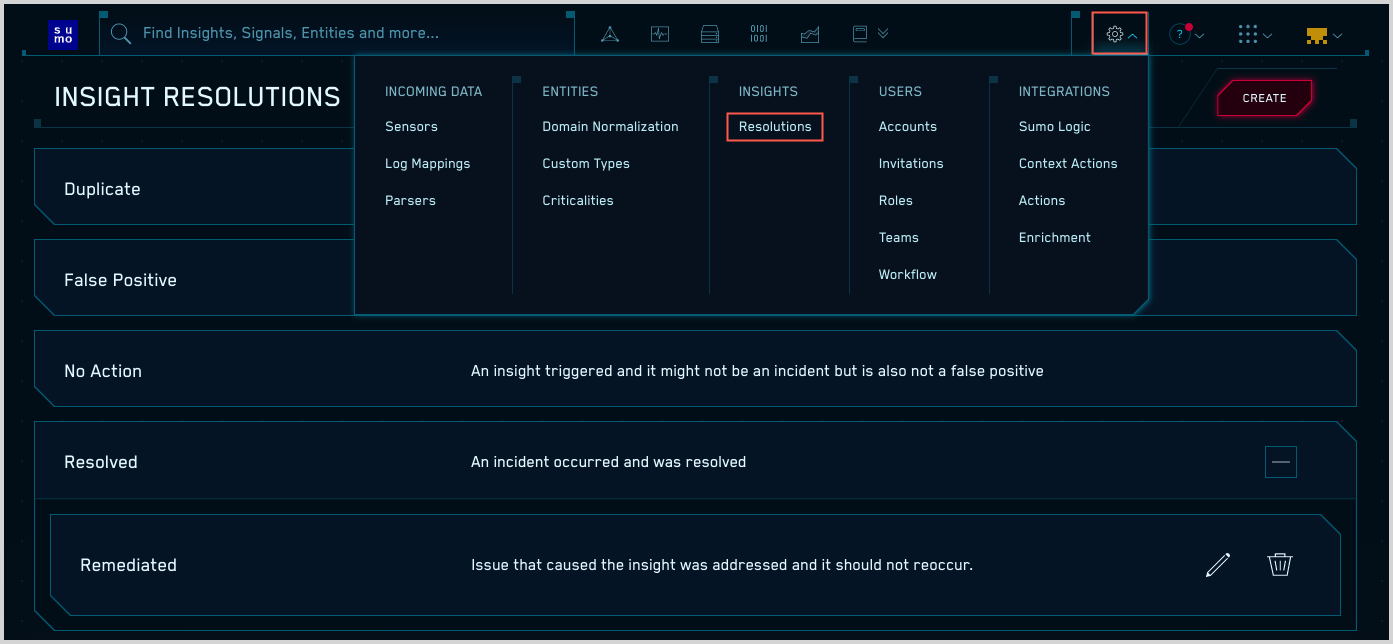 su
mo
Find Insights, Signals, Entities and more...
0101
1001
?
INSIGHT RESOLUTIONS
CREATE
INCOMING DATA
Sensors
Log Mappings
Parsers
ENTITIES
Domain Normalization
Custom Types
Criticalities
INSIGHTS
Resolutions
USERS
Accounts
Invitations
Roles
Teams
Workflow
INTEGRATIONS
Sumo Logic
Context Actions
Actions
Enrichment
Duplicate
False Positive
No Action
An insight triggered and it might not be an incident but is also not a false positive
Resolved
An incident occurred and was resolved
Remediated
Issue that caused the insight was addressed and it should not reoccur.